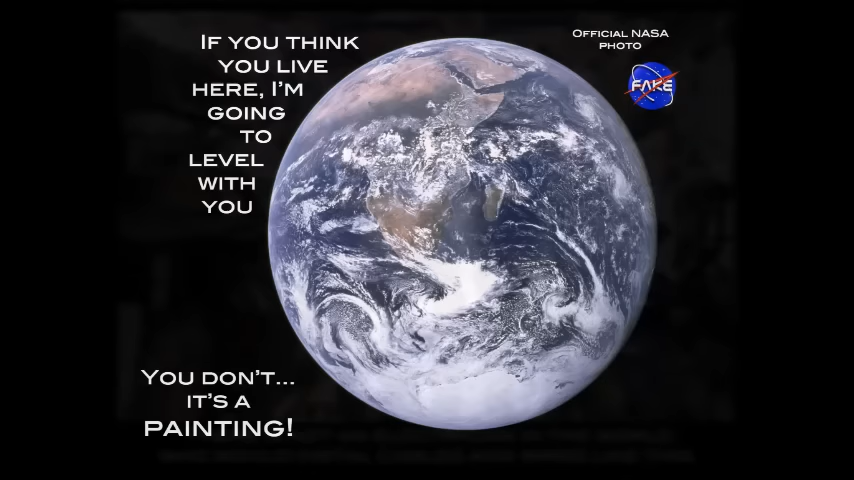 IF YOU THINK
YOU LIVE
HERE, I'M
GOING
TO
LEVEL
WITH
YOU
OFFICIAL NASA
PHOTO
FAKE
YOU DON'T...
IT'S A
PAINTING!